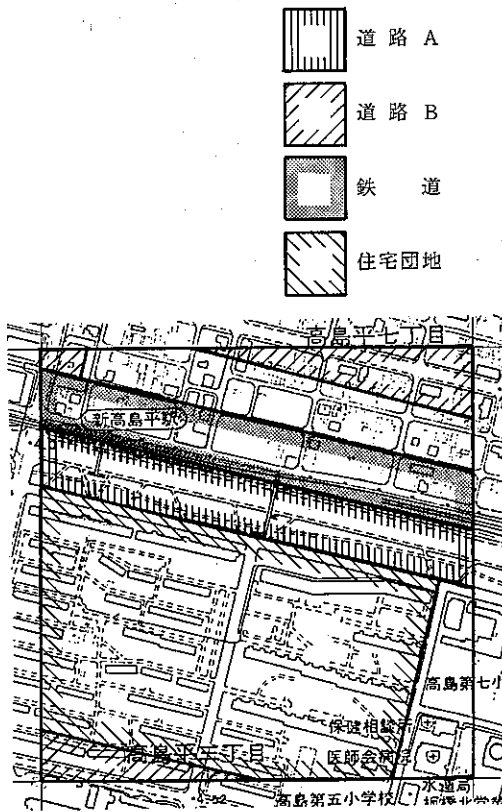 道路A
道路B
鉄道
住宅団地
高島平七丁目
新高島平駅
高島第七小
保健相談所
医師会病院
高島平三丁目
水道局
高島第五小学校